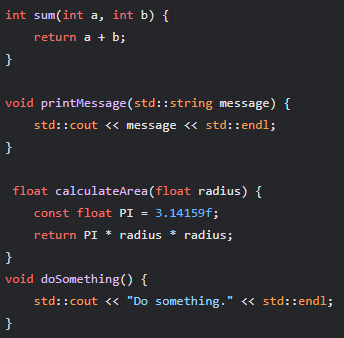 int sum(int a, int b) {
    return a + b;
}

void printMessage(std::string message) {
    std::cout << message << std::endl;
}

 float calculateArea(float radius) {
    const float PI = 3.14159f;
    return PI * radius * radius;
}
void doSomething() {
    std::cout << "Do something." << std::endl;
}